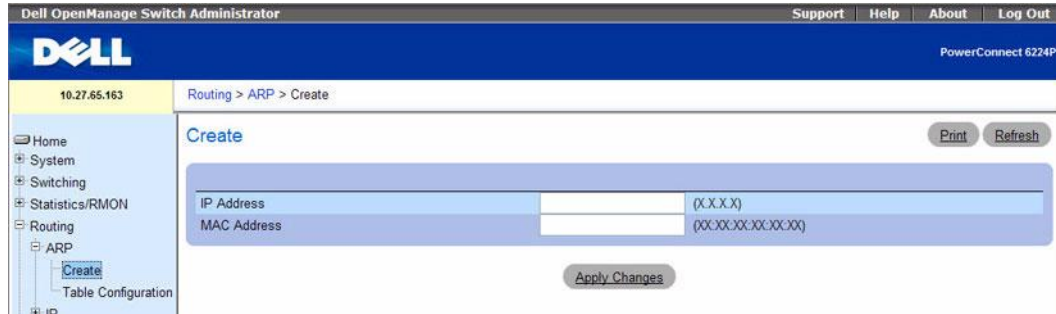 Dell OpenManage Switch Administrator
Support Help About Log Out
DELL
PowerConnect 6224P
10.27.65.163
Routing > ARP > Create
Home
System
Switching
Statistics/RMON
Routing
ARP
Create
Table Configuration
IP
Create
Print Refresh
IP Address (X.X.X.X)
MAC Address (XX:XX:XX:XX:XX:XX)
Apply Changes